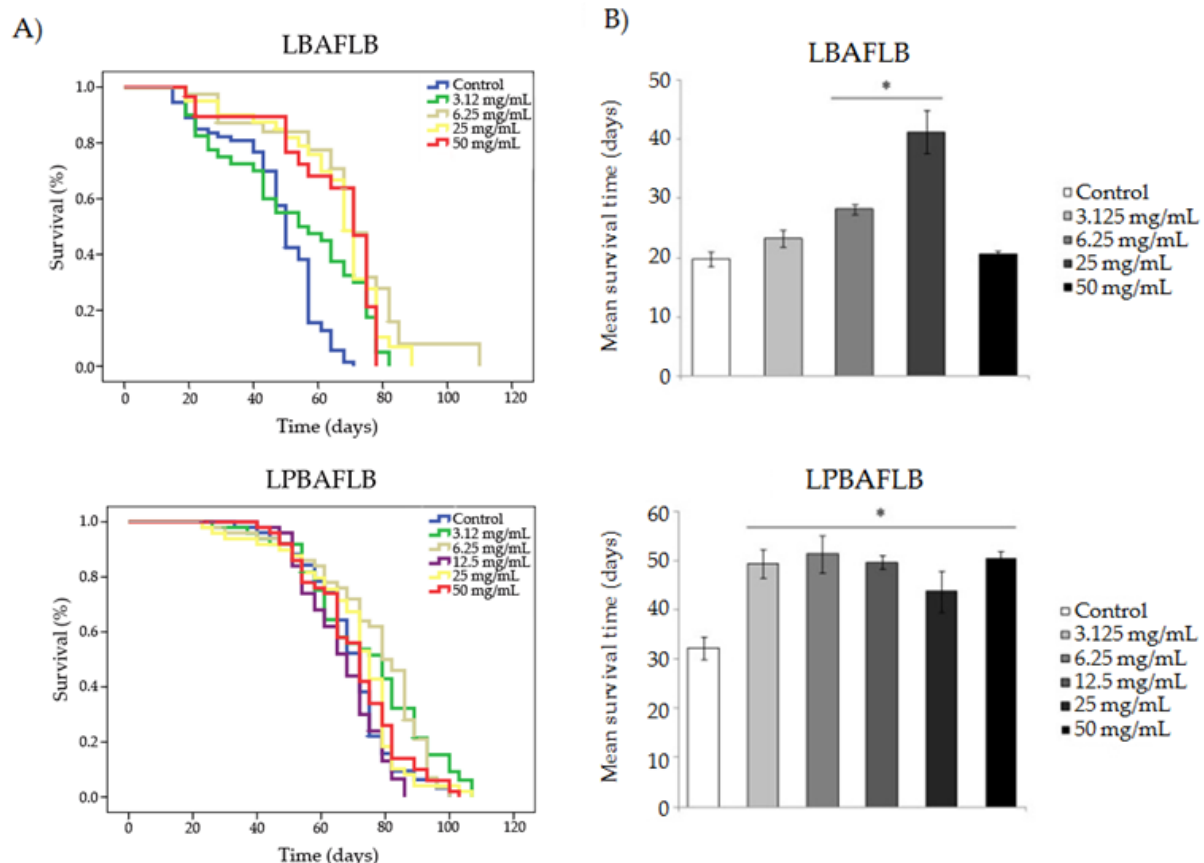 A)
LBAFLB
Survival (%)
1.0
0.8
0.6
0.4
0.2
0.0
Control
3.12 mg/mL
6.25 mg/mL
25 mg/mL
50 mg/mL
0 20 40 60 80 100 120
Time (days)
LPBAFLB
Survival (%)
1.0
0.8
0.6
0.4
0.2
0.0
Control
3.12 mg/mL
6.25 mg/mL
12.5 mg/mL
25 mg/mL
50 mg/mL
0 20 40 60 80 100 120
Time (days)
B)
LBAFLB
Mean survival time (days)
50
40
30
20
10
0
*
Control
3.125 mg/mL
6.25 mg/mL
25 mg/mL
50 mg/mL
LPBAFLB
Mean survival time (days)
60
50
40
30
20
10
0
*
Control
3.125 mg/mL
6.25 mg/mL
12.5 mg/mL
25 mg/mL
50 mg/mL